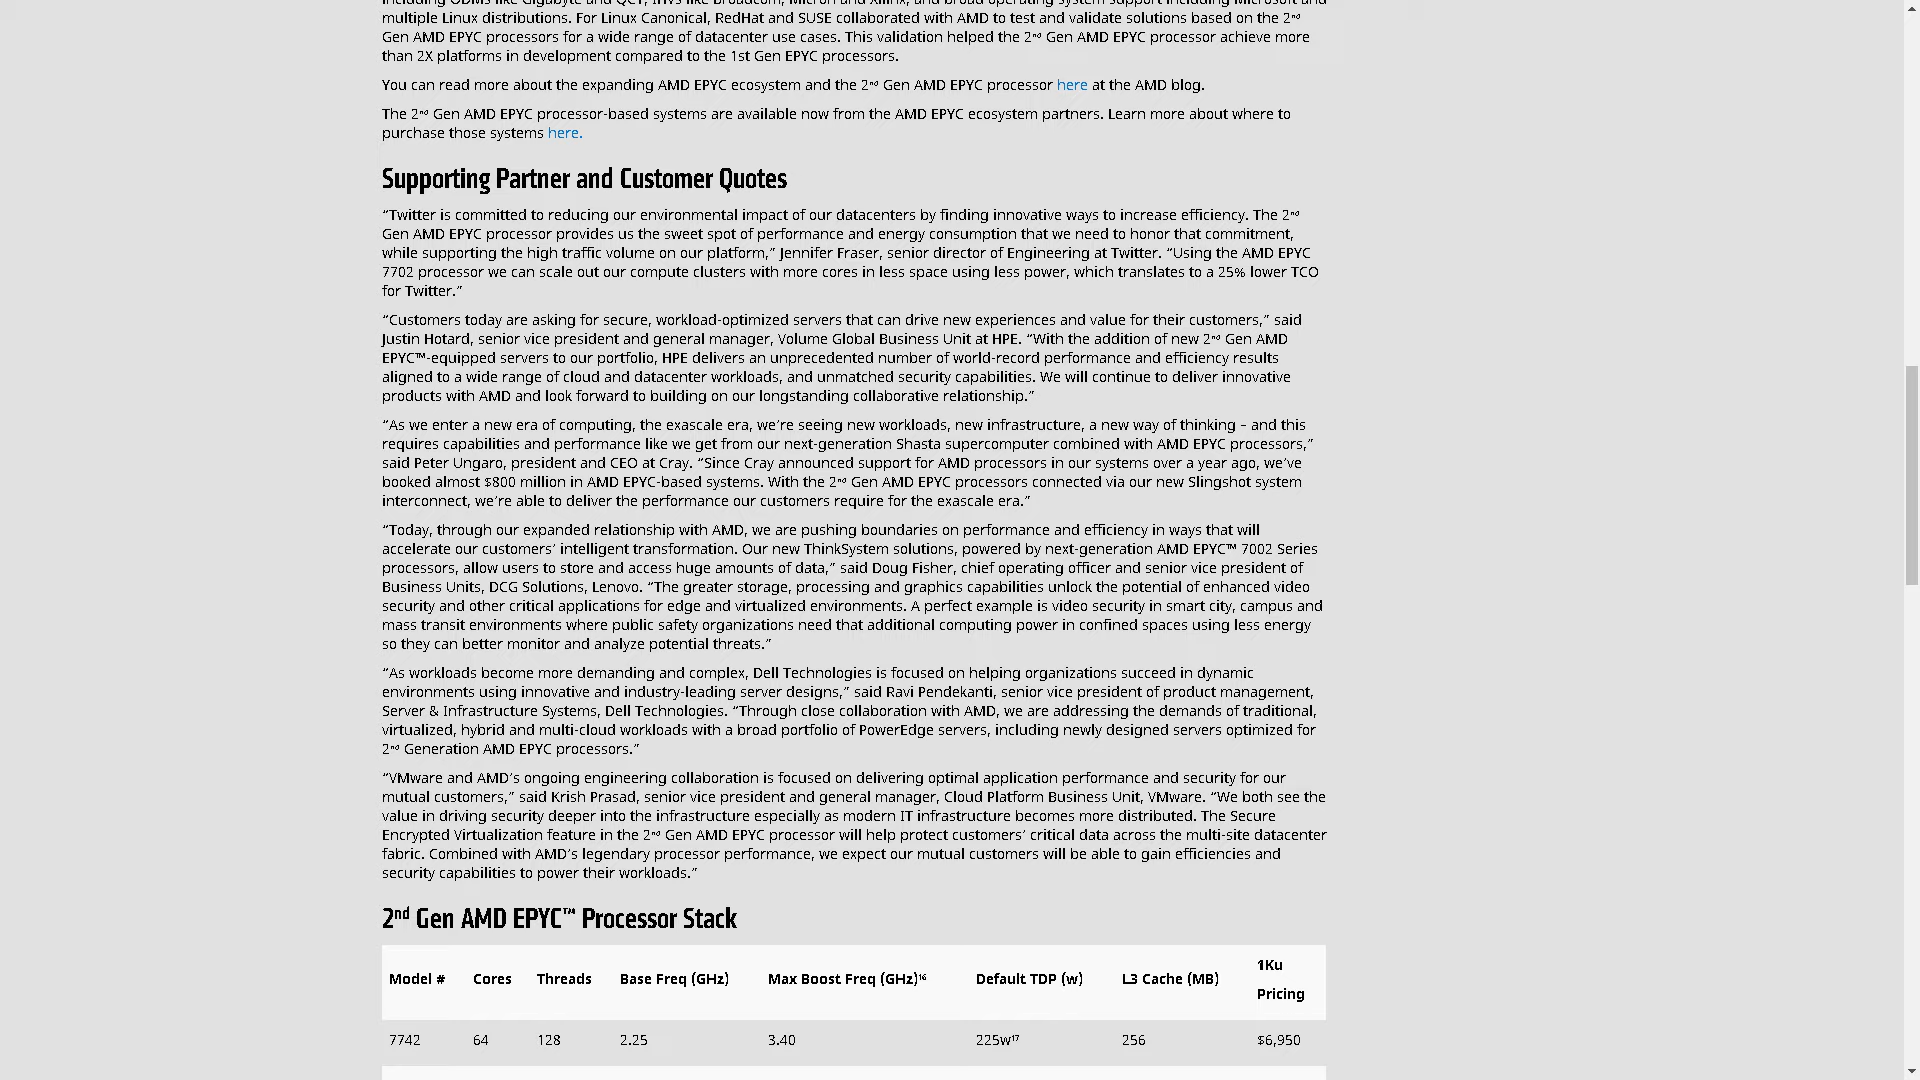 including ODMs like Gigabyte and QCT, IHVs like Broadcom, Micron and Xilinx, and broad operating system support including Microsoft and
multiple Linux distributions. For Linux Canonical, RedHat and SUSE collaborated with AMD to test and validate solutions based on the 2nd
Gen AMD EPYC processors for a wide range of datacenter use cases. This validation helped the 2nd Gen AMD EPYC processor achieve more
than 2X platforms in development compared to the 1st Gen EPYC processors.
You can read more about the expanding AMD EPYC ecosystem and the 2nd Gen AMD EPYC processor here at the AMD blog.
The 2nd Gen AMD EPYC processor-based systems are available now from the AMD EPYC ecosystem partners. Learn more about where to
purchase those systems here.
Supporting Partner and Customer Quotes
“Twitter is committed to reducing our environmental impact of our datacenters by finding innovative ways to increase efficiency. The 2nd
Gen AMD EPYC processor provides us the sweet spot of performance and energy consumption that we need to honor that commitment,
while supporting the high traffic volume on our platform,” Jennifer Fraser, senior director of Engineering at Twitter. “Using the AMD EPYC
7702 processor we can scale out our compute clusters with more cores in less space using less power, which translates to a 25% lower TCO
for Twitter.”
“Customers today are asking for secure, workload-optimized servers that can drive new experiences and value for their customers,” said
Justin Hotard, senior vice president and general manager, Volume Global Business Unit at HPE. “With the addition of new 2nd Gen AMD
EPYC™-equipped servers to our portfolio, HPE delivers an unprecedented number of world-record performance and efficiency results
aligned to a wide range of cloud and datacenter workloads, and unmatched security capabilities. We will continue to deliver innovative
products with AMD and look forward to building on our longstanding collaborative relationship.”
“As we enter a new era of computing, the exascale era, we’re seeing new workloads, new infrastructure, a new way of thinking – and this
requires capabilities and performance like we get from our next-generation Shasta supercomputer combined with AMD EPYC processors,”
said Peter Ungaro, president and CEO at Cray. “Since Cray announced support for AMD processors in our systems over a year ago, we’ve
booked almost $800 million in AMD EPYC-based systems. With the 2nd Gen AMD EPYC processors connected via our new Slingshot system
interconnect, we’re able to deliver the performance our customers require for the exascale era.”
“Today, through our expanded relationship with AMD, we are pushing boundaries on performance and efficiency in ways that will
accelerate our customers’ intelligent transformation. Our new ThinkSystem solutions, powered by next-generation AMD EPYC™ 7002 Series
processors, allow users to store and access huge amounts of data,” said Doug Fisher, chief operating officer and senior vice president of
Business Units, DCG Solutions, Lenovo. “The greater storage, processing and graphics capabilities unlock the potential of enhanced video
security and other critical applications for edge and virtualized environments. A perfect example is video security in smart city, campus and
mass transit environments where public safety organizations need that additional computing power in confined spaces using less energy
so they can better monitor and analyze potential threats.”
“As workloads become more demanding and complex, Dell Technologies is focused on helping organizations succeed in dynamic
environments using innovative and industry-leading server designs,” said Ravi Pendekanti, senior vice president of product management,
Server & Infrastructure Systems, Dell Technologies. “Through close collaboration with AMD, we are addressing the demands of traditional,
virtualized, hybrid and multi-cloud workloads with a broad portfolio of PowerEdge servers, including newly designed servers optimized for
2nd Generation AMD EPYC processors.”
“VMware and AMD’s ongoing engineering collaboration is focused on delivering optimal application performance and security for our
mutual customers,” said Krish Prasad, senior vice president and general manager, Cloud Platform Business Unit, VMware. “We both see the
value in driving security deeper into the infrastructure especially as modern IT infrastructure becomes more distributed. The Secure
Encrypted Virtualization feature in the 2nd Gen AMD EPYC processor will help protect customers’ critical data across the multi-site datacenter
fabric. Combined with AMD’s legendary processor performance, we expect our mutual customers will be able to gain efficiencies and
security capabilities to power their workloads.”
2nd Gen AMD EPYC™ Processor Stack
Model # Cores Threads Base Freq (GHz) Max Boost Freq (GHz)16 Default TDP (w) L3 Cache (MB) 1Ku Pricing
7742 64 128 2.25 3.40 225w17 256 $6,950